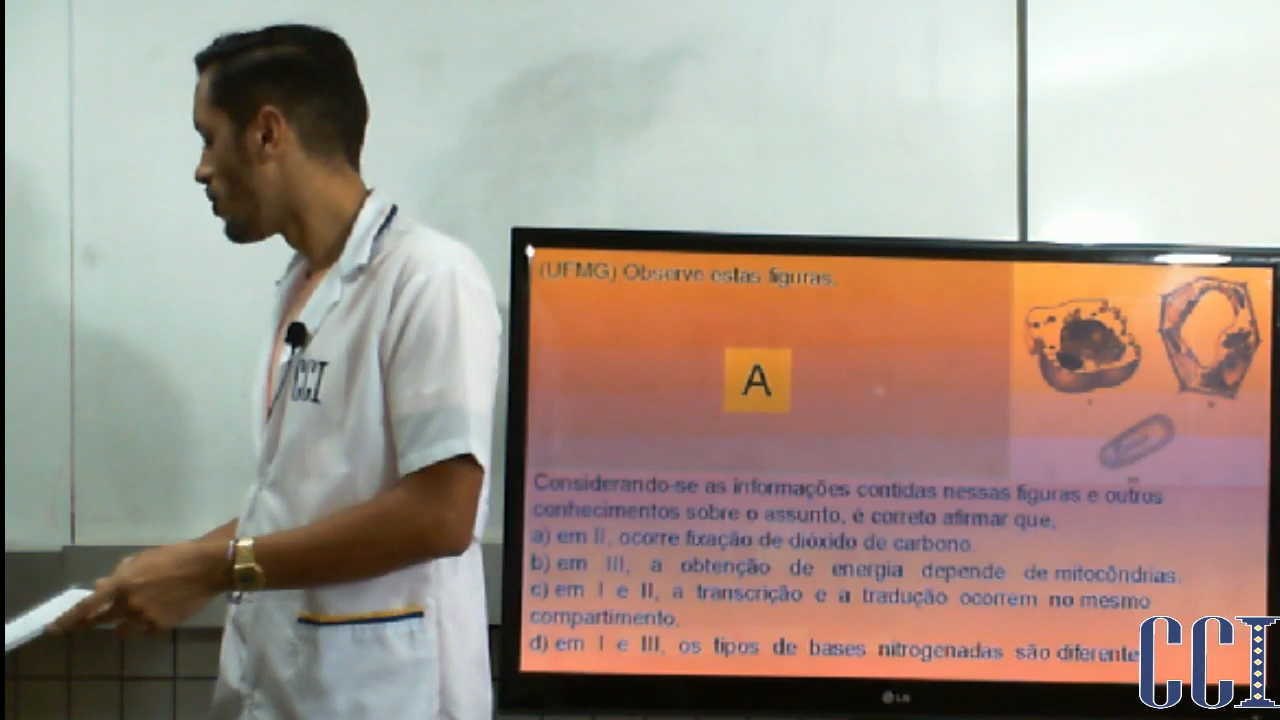 (UFMG) Observe estas figuras.
A
Considerando-se as informações contidas nessas figuras e outros
conhecimentos sobre o assunto, é correto afirmar que,
a) em II, ocorre fixação de dióxido de carbono.
b) em III, a obtenção de energia depende de mitocôndrias.
c) em I e II, a transcrição e a tradução ocorrem no mesmo
compartimento.
d) em I e III, os tipos de bases nitrogenadas são diferente
CCI
LG
CCI